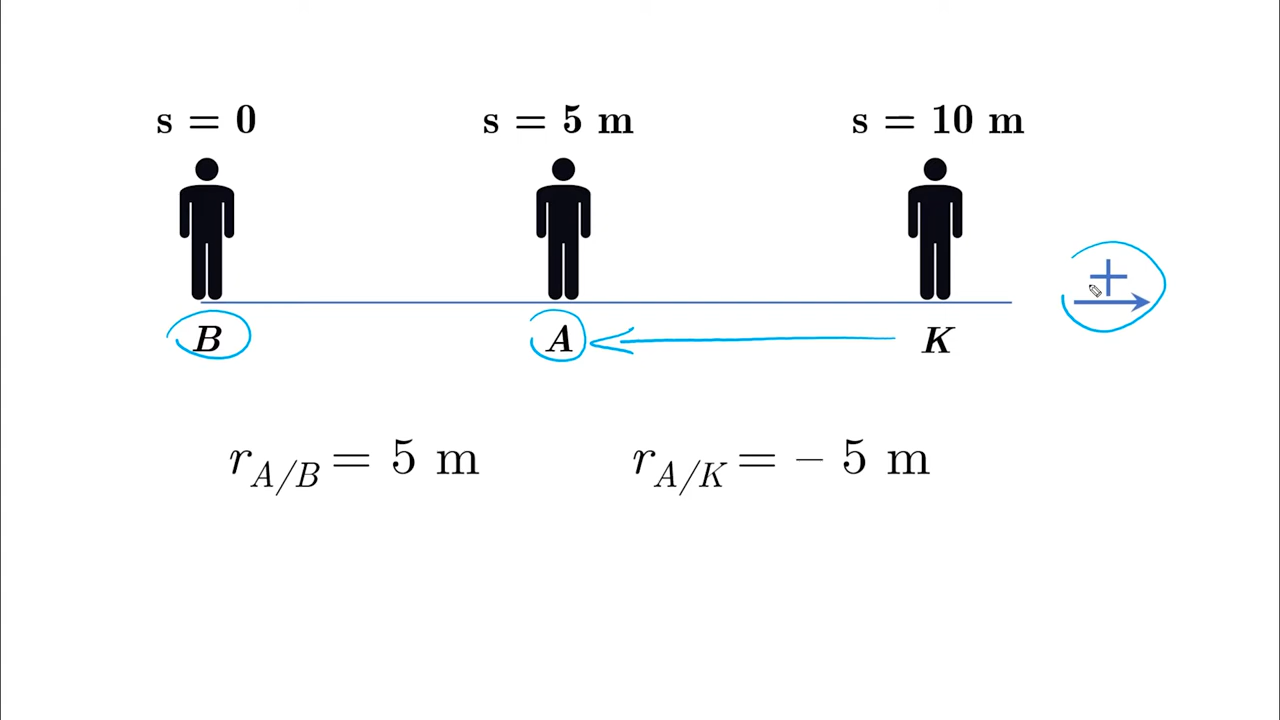 s = 0 s = 5 m s = 10 m
+
B A K
r_{A/B} = 5 m r_{A/K} = – 5 m